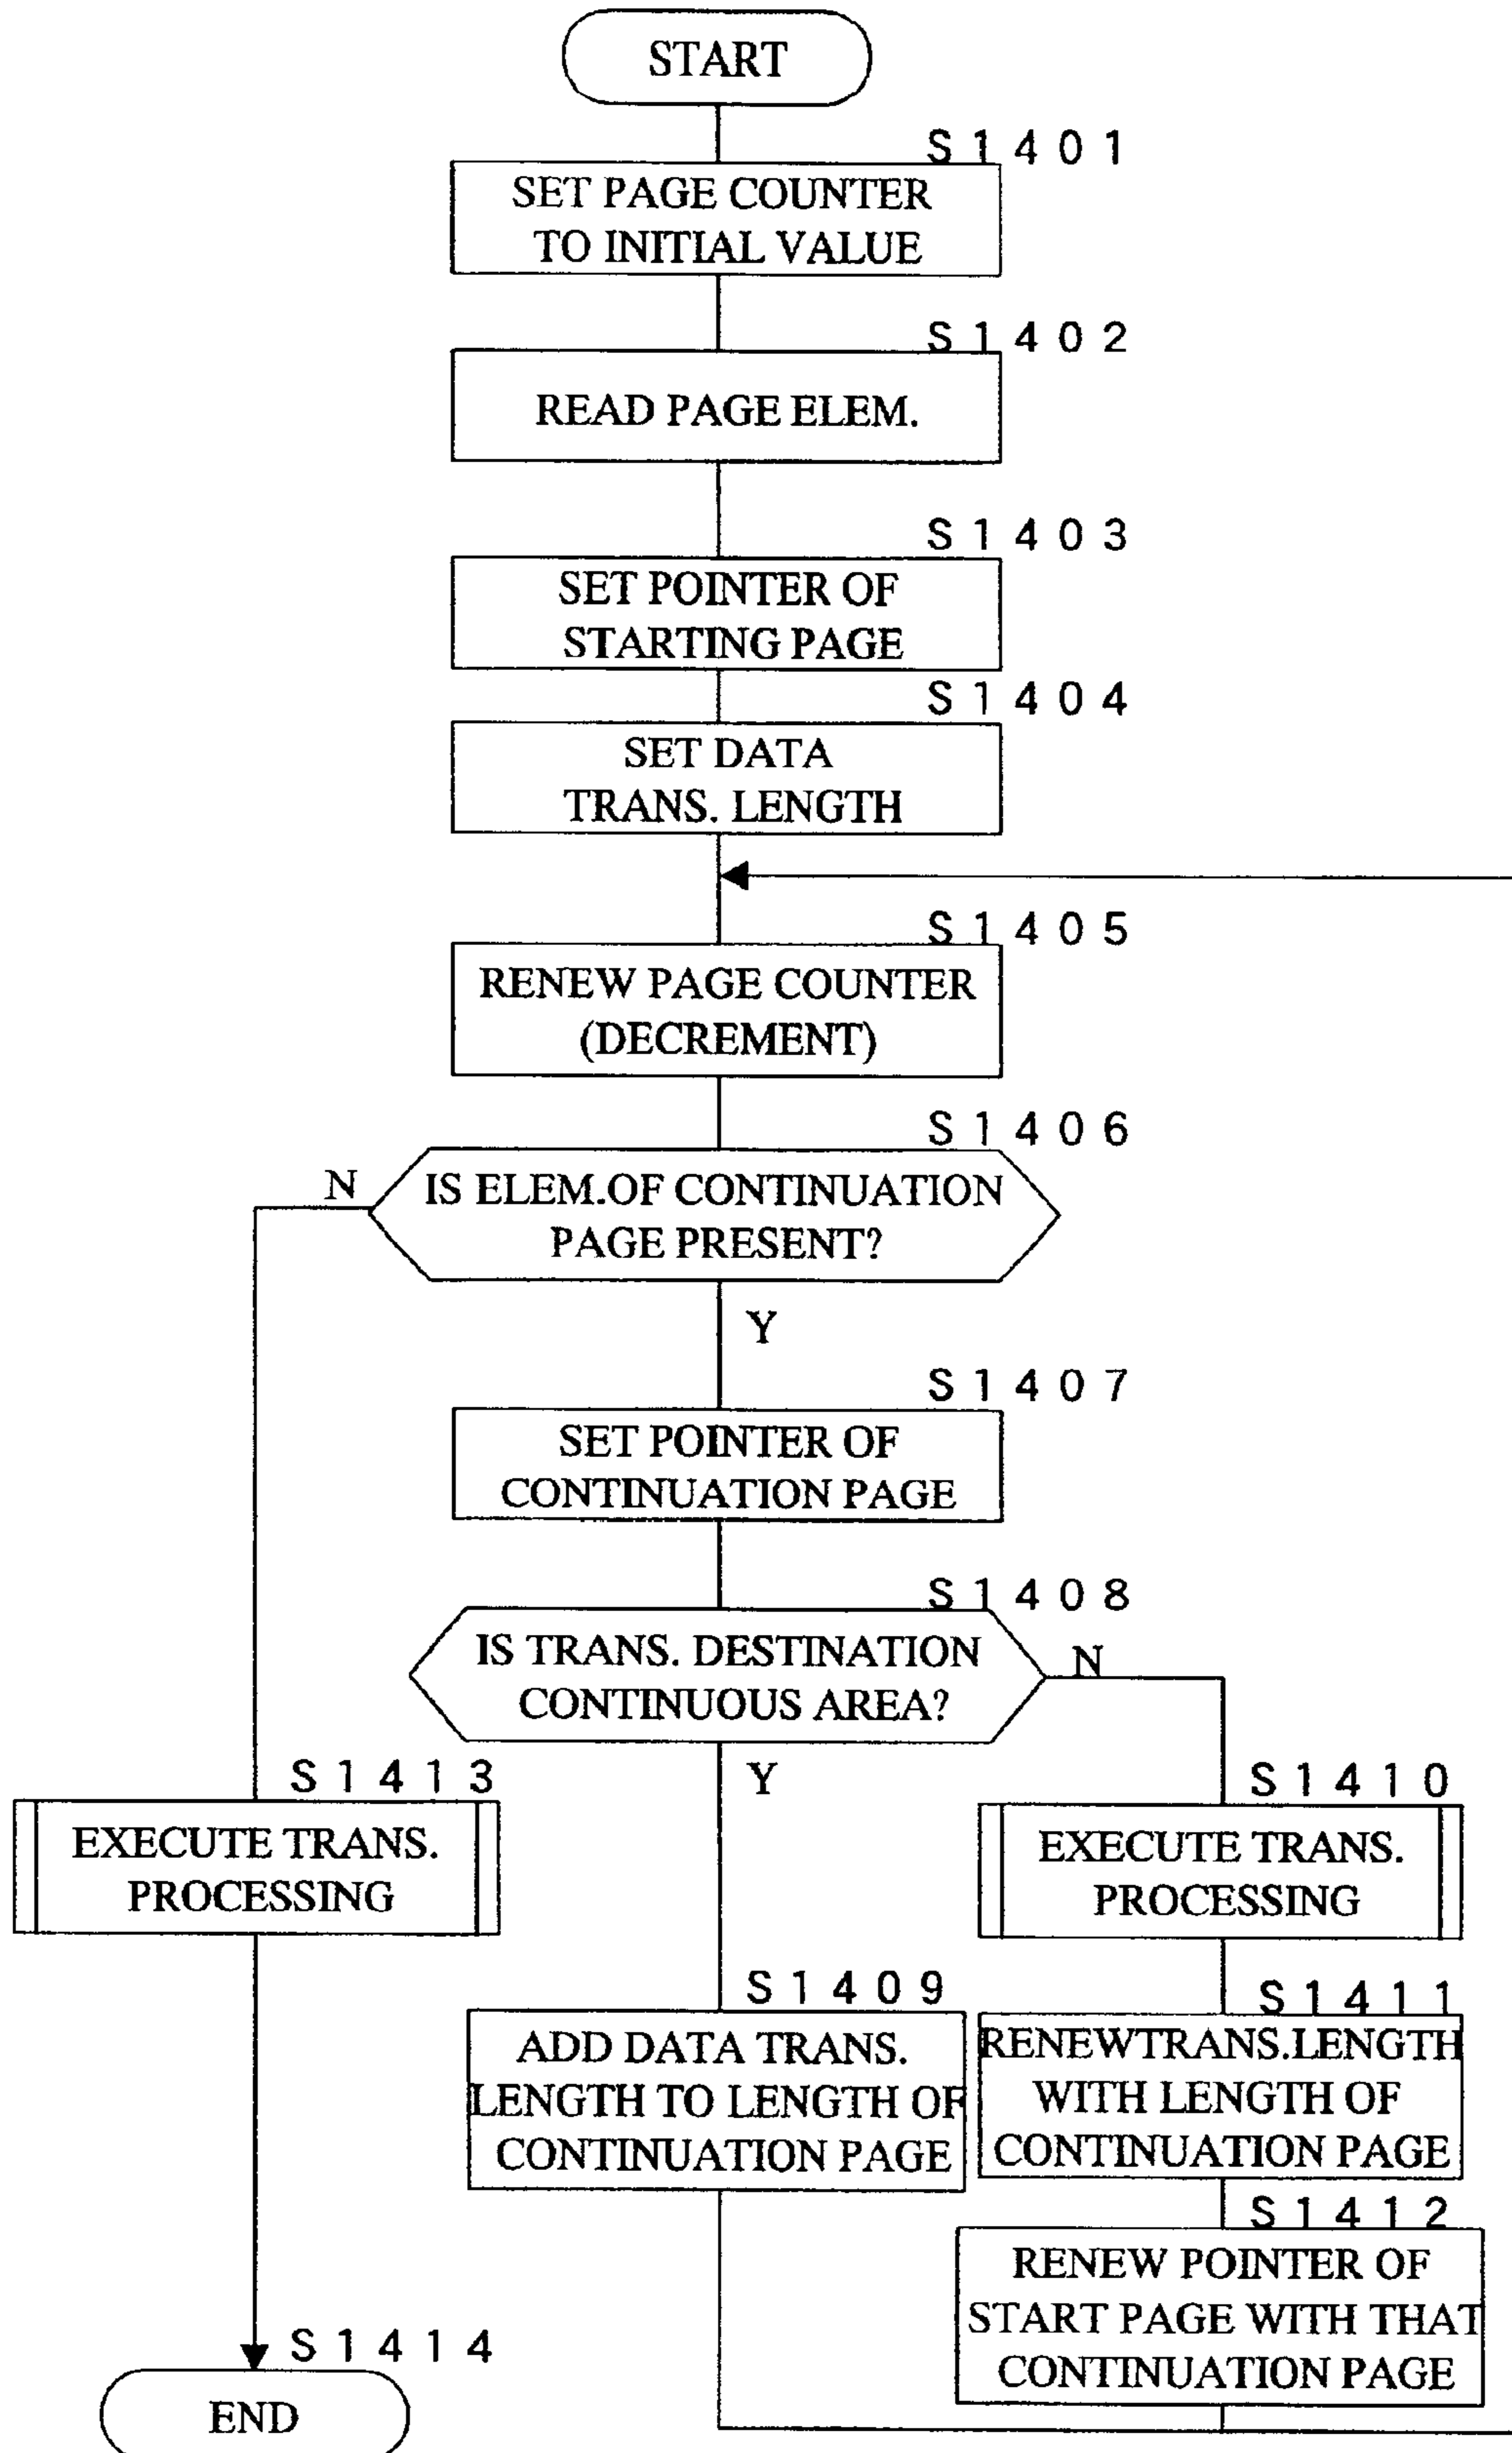 START
S1401
SET PAGE COUNTER
TO INITIAL VALUE
S1402
READ PAGE ELEM.
S1403
SET POINTER OF
STARTING PAGE
S1404
SET DATA
TRANS. LENGTH
S1405
RENEW PAGE COUNTER
(DECREMENT)
S1406
N
IS ELEM.OF CONTINUATION
PAGE PRESENT?
Y
S1407
SET POINTER OF
CONTINUATION PAGE
S1408
IS TRANS. DESTINATION
CONTINUOUS AREA?
N
Y
S1413
EXECUTE TRANS.
PROCESSING
S1410
EXECUTE TRANS.
PROCESSING
S1409
ADD DATA TRANS.
LENGTH TO LENGTH OF
CONTINUATION PAGE
S1411
RENEWTRANS.LENGTH
WITH LENGTH OF
CONTINUATION PAGE
S1412
RENEW POINTER OF
START PAGE WITH THAT
CONTINUATION PAGE
S1414
END